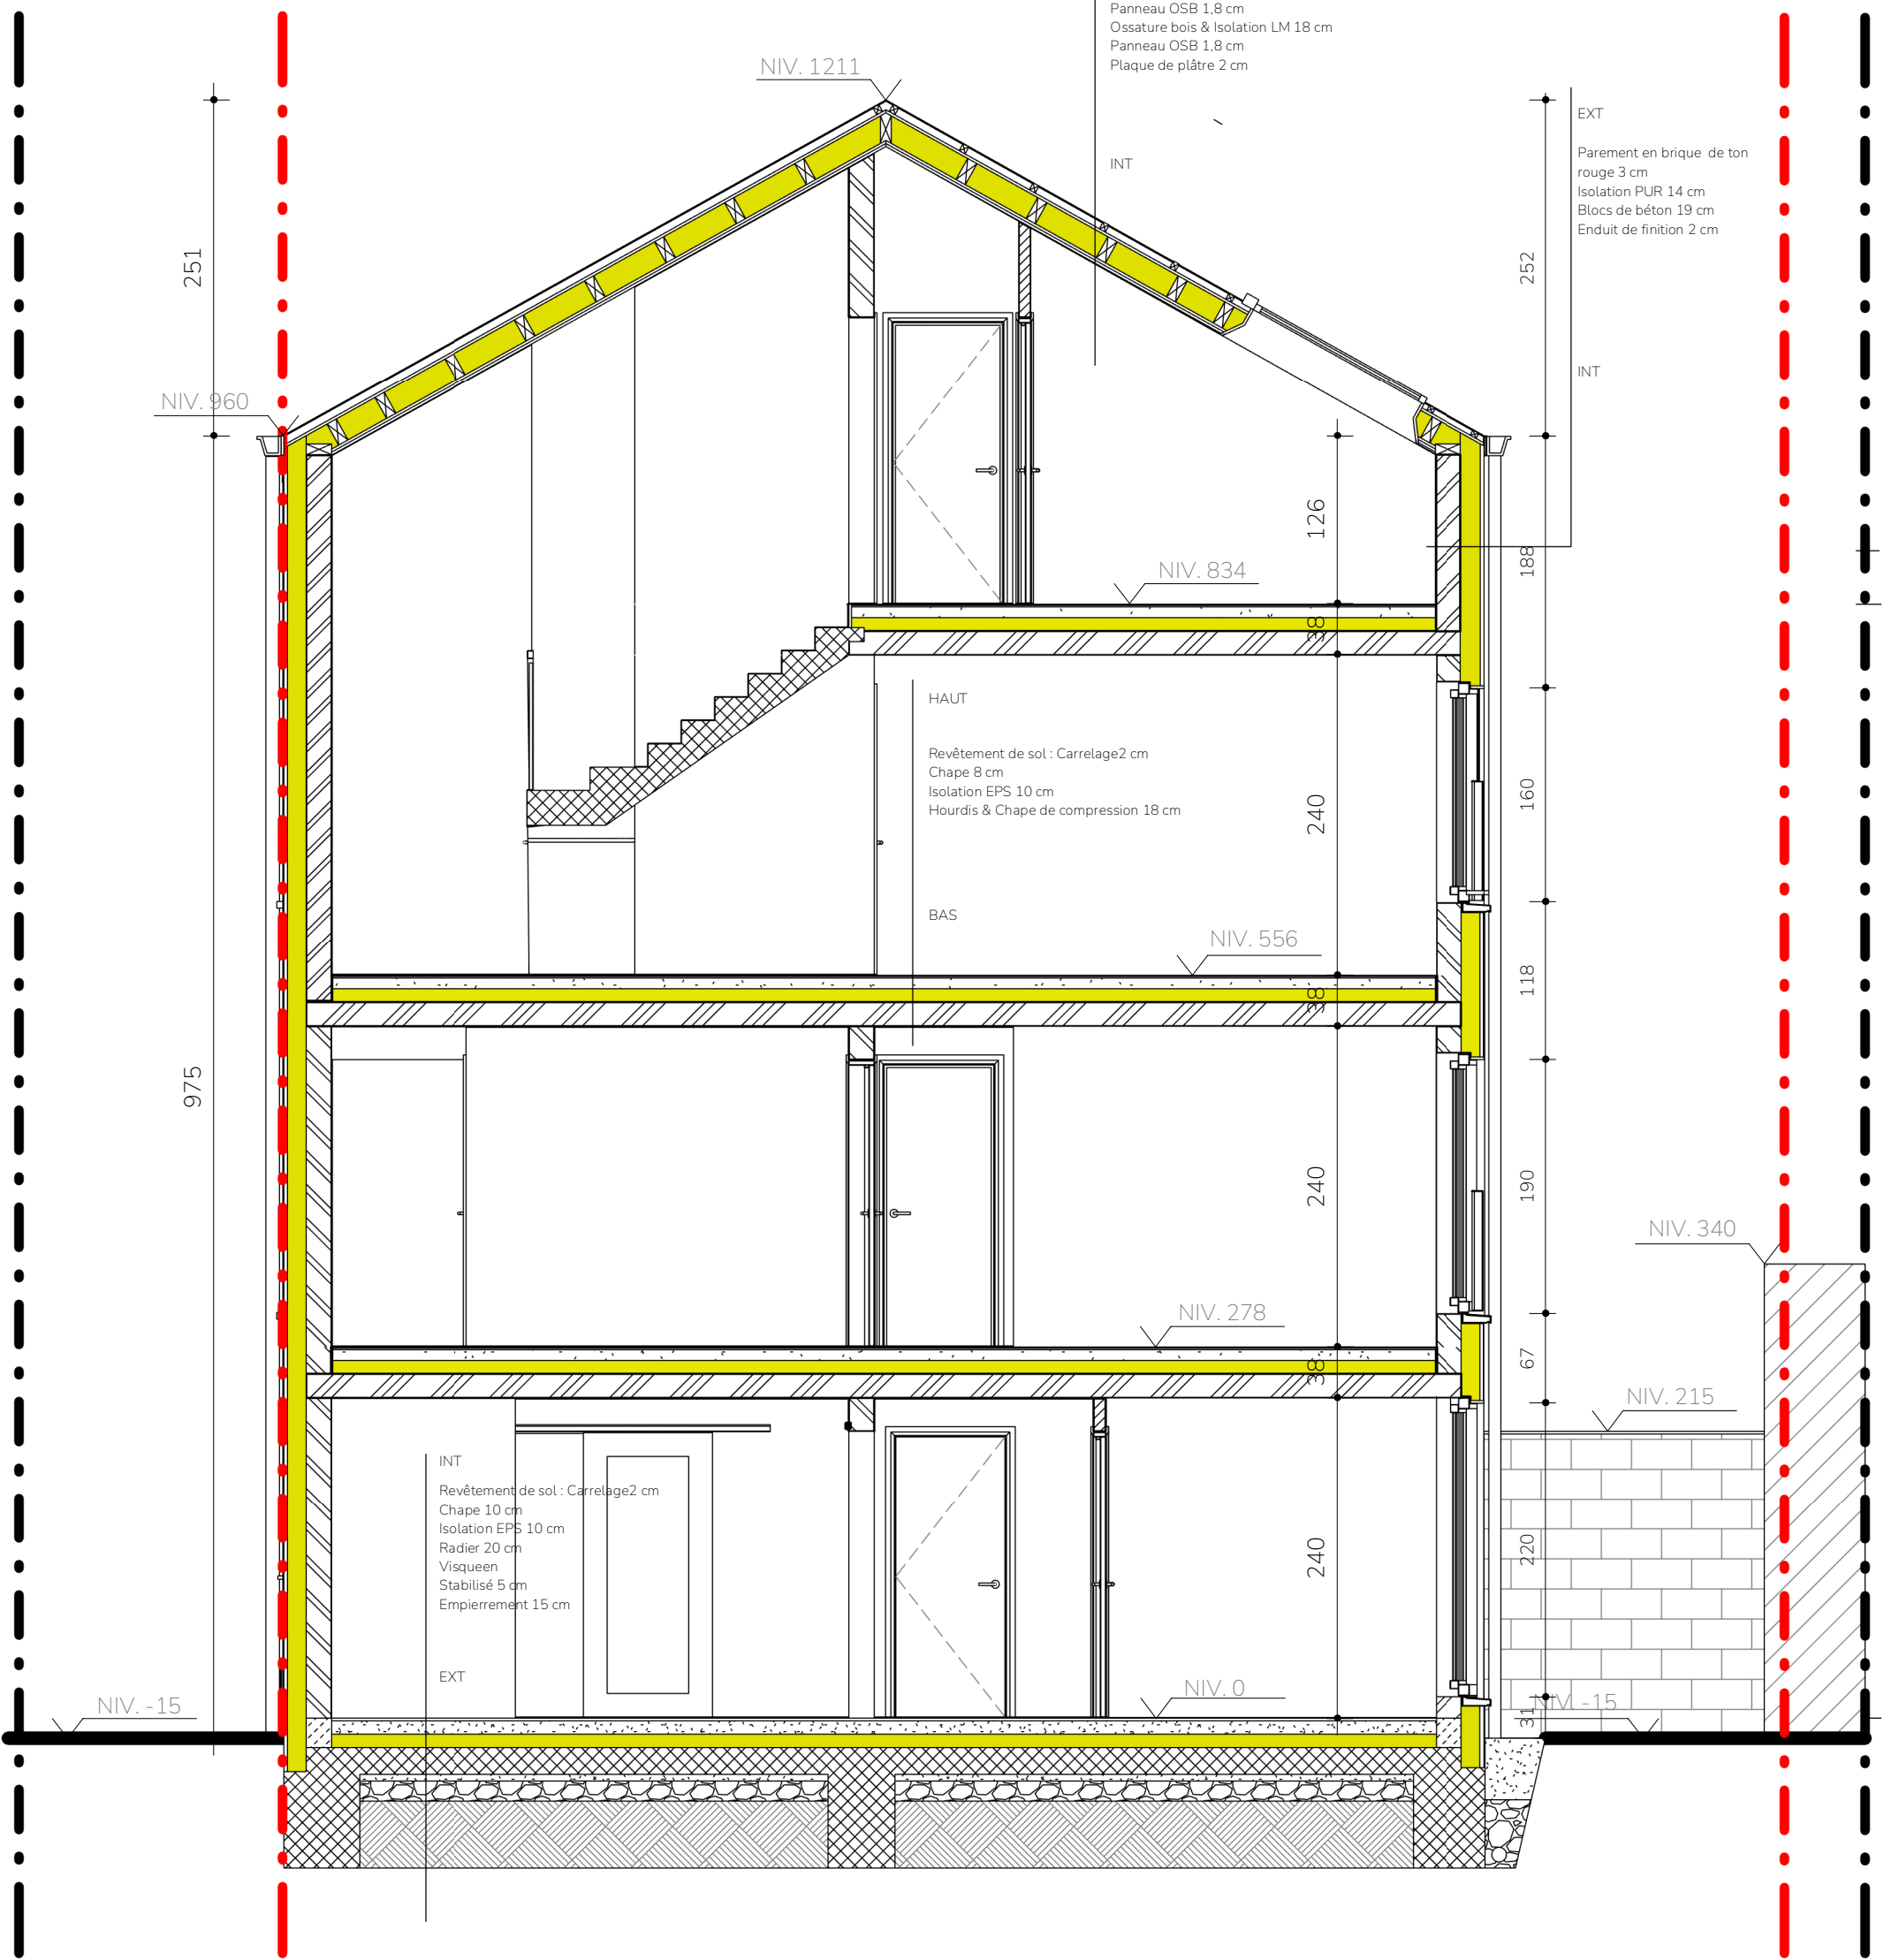 Panneau OSB 1,8 cm
Ossature bois & Isolation LM 18 cm
Panneau OSB 1,8 cm
Plaque de plâtre 2 cm
INT
NIV. 1211
EXT
Parement en brique de ton
rouge 3 cm
Isolation PUR 14 cm
Blocs de béton 19 cm
Enduit de finition 2 cm
INT
251
252
NIV. 960
126
188
NIV. 834
38
HAUT
Revêtement de sol : Carrelage2 cm
Chape 8 cm
Isolation EPS 10 cm
Hourdis & Chape de compression 18 cm
BAS
240
160
NIV. 556
118
38
975
240
190
NIV. 340
NIV. 278
67
38
NIV. 215
INT
Revêtement de sol : Carrelage2 cm
Chape 10 cm
Isolation EPS 10 cm
Radier 20 cm
Visqueen
Stabilisé 5 cm
Empierrement 15 cm
EXT
240
220
NIV. 0
NIV. -15
31
NIV. -15